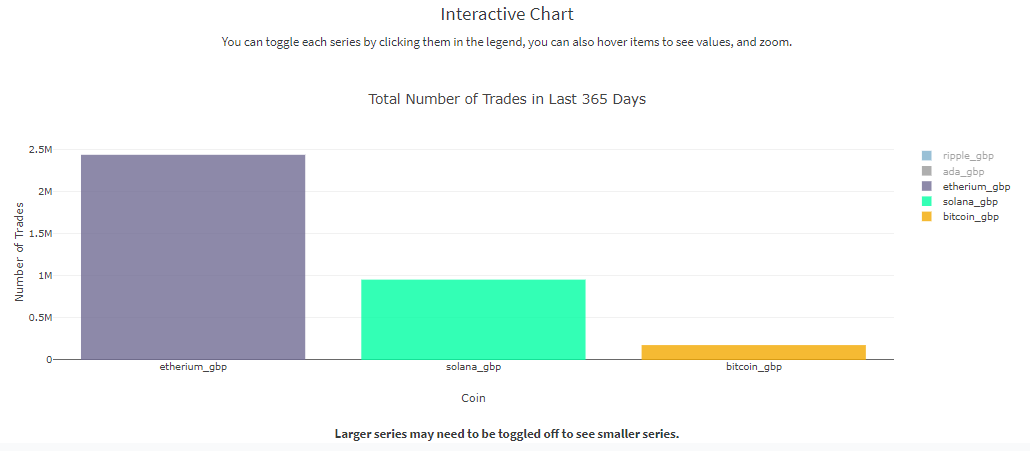 Interactive Chart
You can toggle each series by clicking them in the legend, you can also hover items to see values, and zoom.
Total Number of Trades in Last 365 Days
2.5M
2M
1.5M
1M
0.5M
0
Number of Trades
etherium_gbp
solana_gbp
bitcoin_gbp
Coin
ripple_gbp
ada_gbp
etherium_gbp
solana_gbp
bitcoin_gbp
Larger series may need to be toggled off to see smaller series.